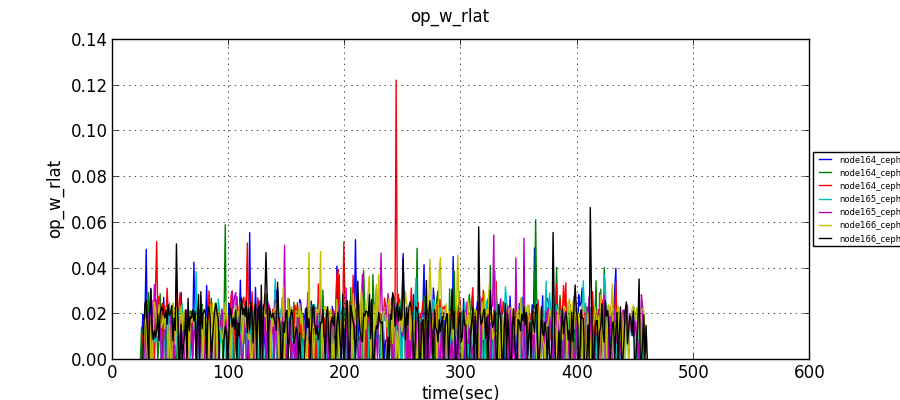 op_w_rlat
0.14
0.12
0.10
0.08
0.06
0.04
0.02
0.00
op_w_rlat
0 100 200 300 400 500 600
time(sec)
node164_ceph
node164_ceph
node164_ceph
node165_ceph
node165_ceph
node166_ceph
node166_ceph